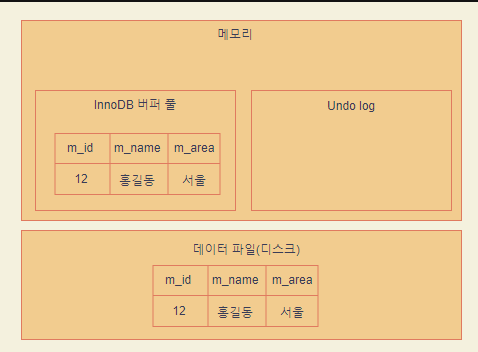 메모리
InnoDB 버퍼 풀
m_id m_name m_area
12 홍길동 서울
Undo log
데이터 파일(디스크)
m_id m_name m_area
12 홍길동 서울